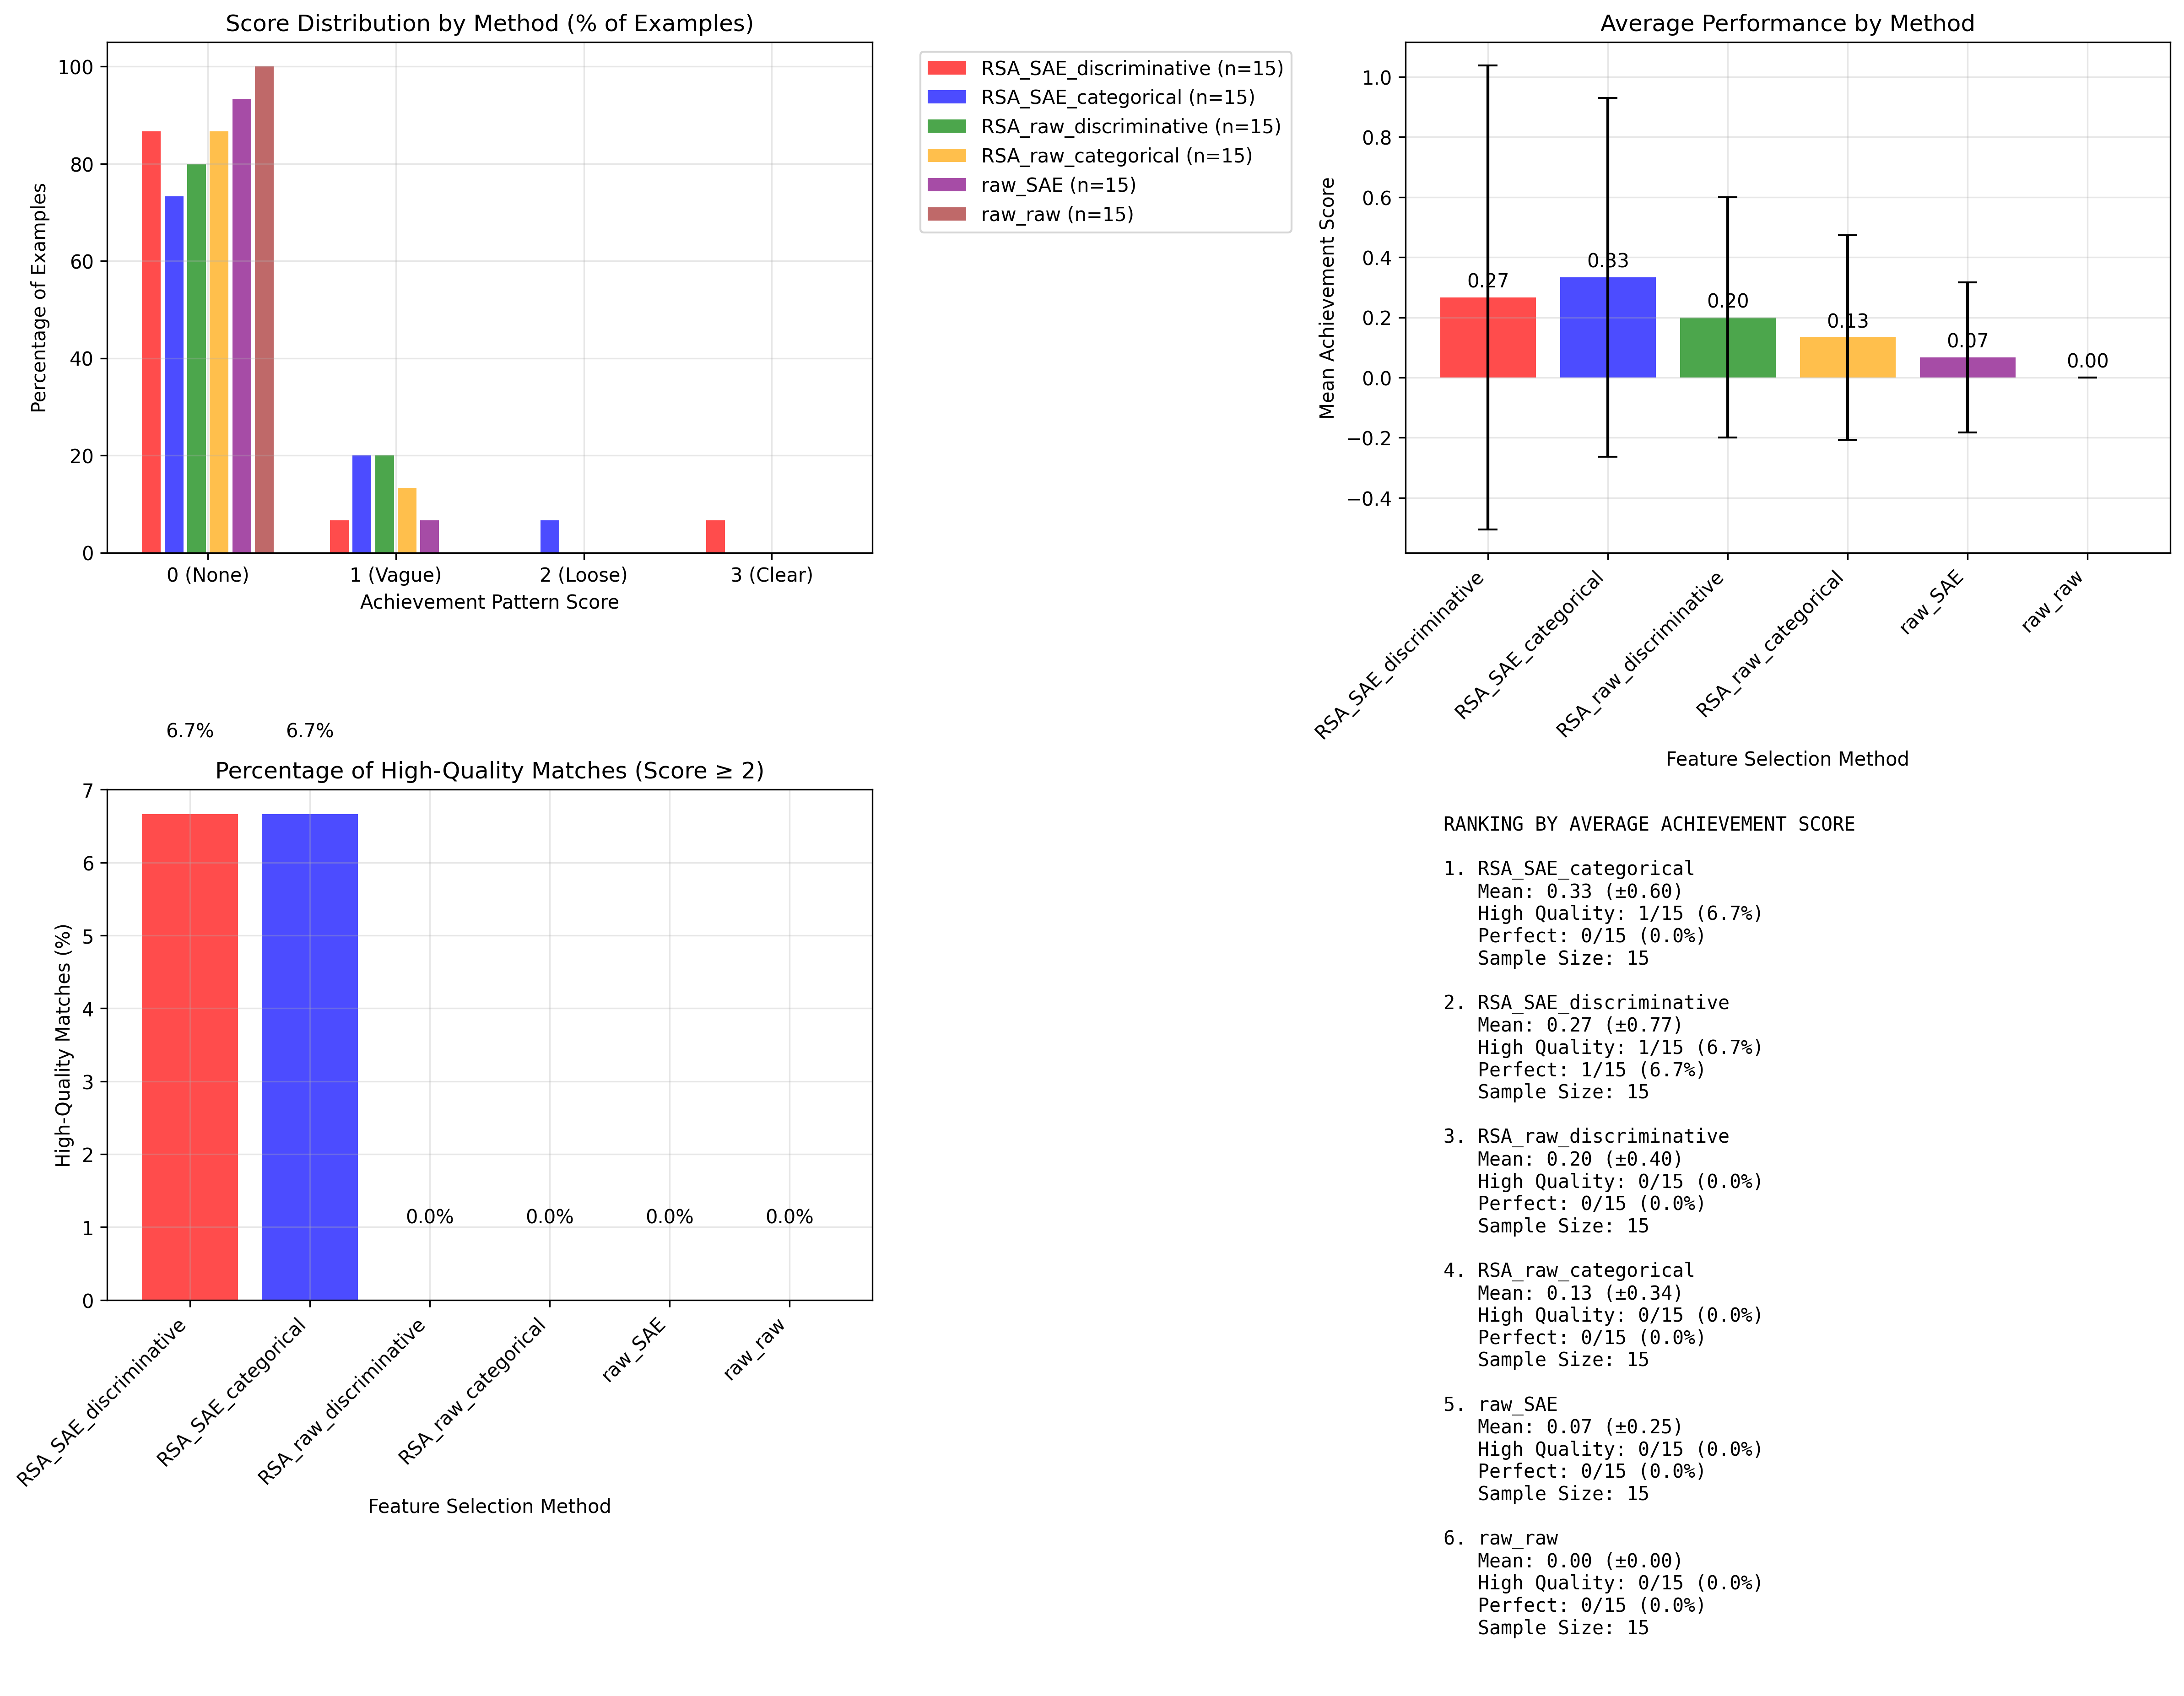 Score Distribution by Method (% of Examples)
Percentage of Examples
100
80
60
40
20
0
0 (None)
1 (Vague)
2 (Loose)
3 (Clear)
Achievement Pattern Score
RSA_SAE_discriminative (n=15)
RSA_SAE_categorical (n=15)
RSA_raw_discriminative (n=15)
RSA_raw_categorical (n=15)
raw_SAE (n=15)
raw_raw (n=15)
Average Performance by Method
Mean Achievement Score
1.0
0.8
0.6
0.4
0.2
0.0
−0.2
−0.4
0.27
0.33
0.20
0.13
0.07
0.00
RSA_SAE_discriminative
RSA_SAE_categorical
RSA_raw_discriminative
RSA_raw_categorical
raw_SAE
raw_raw
Feature Selection Method
6.7%
6.7%
Percentage of High-Quality Matches (Score ≥ 2)
High-Quality Matches (%)
7
6
5
4
3
2
1
0
0.0%
0.0%
0.0%
0.0%
RSA_SAE_discriminative
RSA_SAE_categorical
RSA_raw_discriminative
RSA_raw_categorical
raw_SAE
raw_raw
Feature Selection Method
RANKING BY AVERAGE ACHIEVEMENT SCORE
1. RSA_SAE_categorical
Mean: 0.33 (±0.60)
High Quality: 1/15 (6.7%)
Perfect: 0/15 (0.0%)
Sample Size: 15
2. RSA_SAE_discriminative
Mean: 0.27 (±0.77)
High Quality: 1/15 (6.7%)
Perfect: 1/15 (6.7%)
Sample Size: 15
3. RSA_raw_discriminative
Mean: 0.20 (±0.40)
High Quality: 0/15 (0.0%)
Perfect: 0/15 (0.0%)
Sample Size: 15
4. RSA_raw_categorical
Mean: 0.13 (±0.34)
High Quality: 0/15 (0.0%)
Perfect: 0/15 (0.0%)
Sample Size: 15
5. raw_SAE
Mean: 0.07 (±0.25)
High Quality: 0/15 (0.0%)
Perfect: 0/15 (0.0%)
Sample Size: 15
6. raw_raw
Mean: 0.00 (±0.00)
High Quality: 0/15 (0.0%)
Perfect: 0/15 (0.0%)
Sample Size: 15